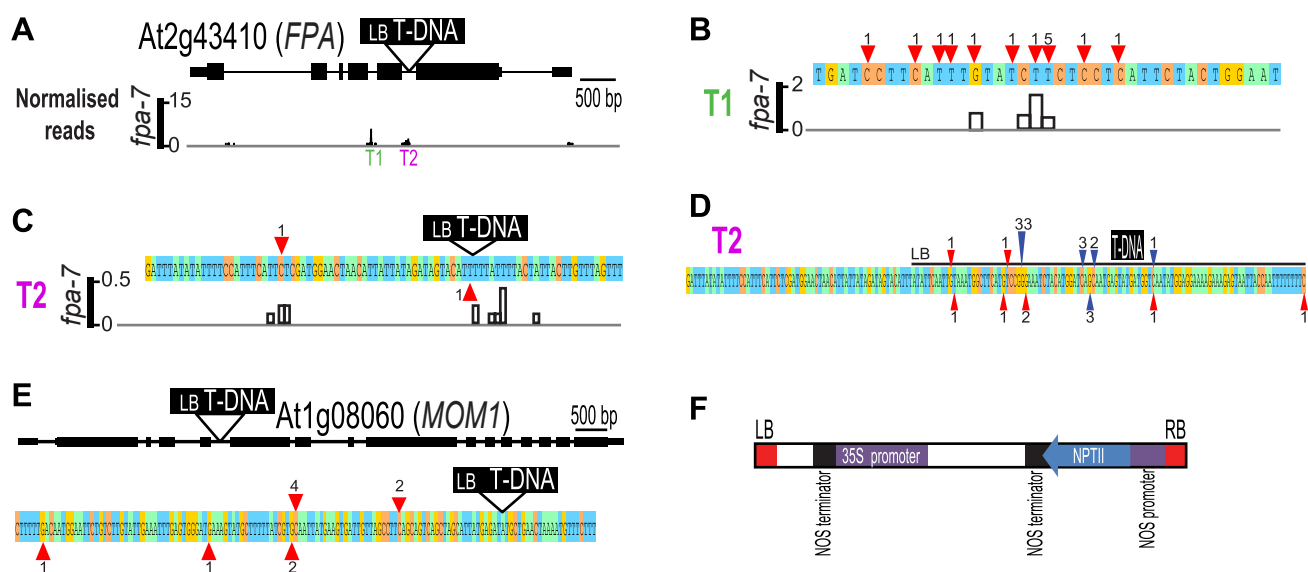 A
At2g43410 (FPA)
LB T-DNA
500 bp
Normalised reads
fpa-7
15
0
T1
T2
B
1 1 1 1 1 1 1 5 1 1
TGATCCTTCATTTGTATCTTCTCCTCATTCTACTGGAAT
T1
fpa-7
2
0
C
1
LB T-DNA
T2
fpa-7
0.5
0
1
D
T2
33
1 1 3 2 1
LB
T-DNA
1 1 2 3 1 1
E
LB T-DNA
At1g08060 (MOM1)
500 bp
4 2
LB T-DNA
1 1 2
F
LB
RB
35S promoter
NPTII
NOS terminator
NOS terminator
NOS promoter